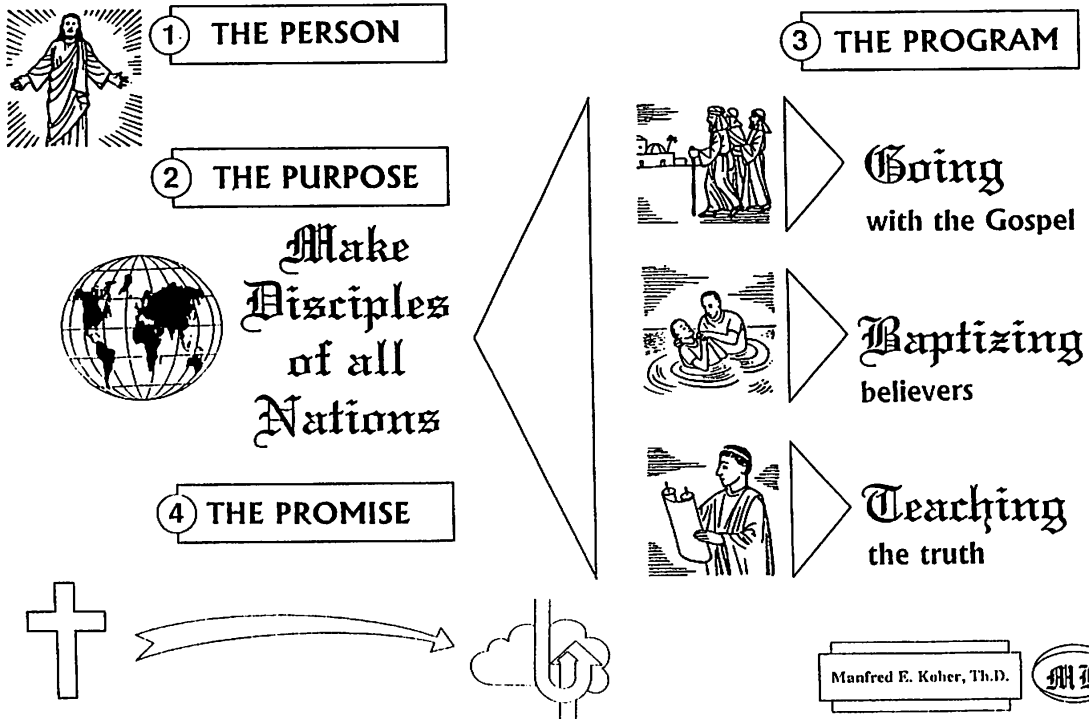 1 THE PERSON
2 THE PURPOSE
Make
Disciples
of all
Nations
3 THE PROGRAM
Going
with the Gospel
Baptizing
believers
Teaching
the truth
4 THE PROMISE
Manfred E. Kober, Th.D.